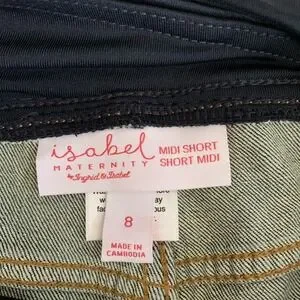 isabel
MATERNITY
by Ingrid & Isabel
MIDI SHORT
SHORT MIDI
8
MADE IN
CAMBODIA